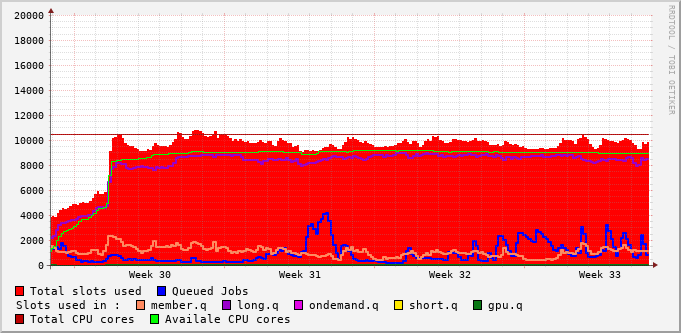 RRDTOOL / TOBI OETIKER
20000
18000
16000
14000
12000
10000
8000
6000
4000
2000
0
Week 30 Week 31 Week 32 Week 33
Total slots used Queued Jobs
Slots used in : member.q long.q ondemand.q short.q gpu.q
Total CPU cores Availale CPU cores